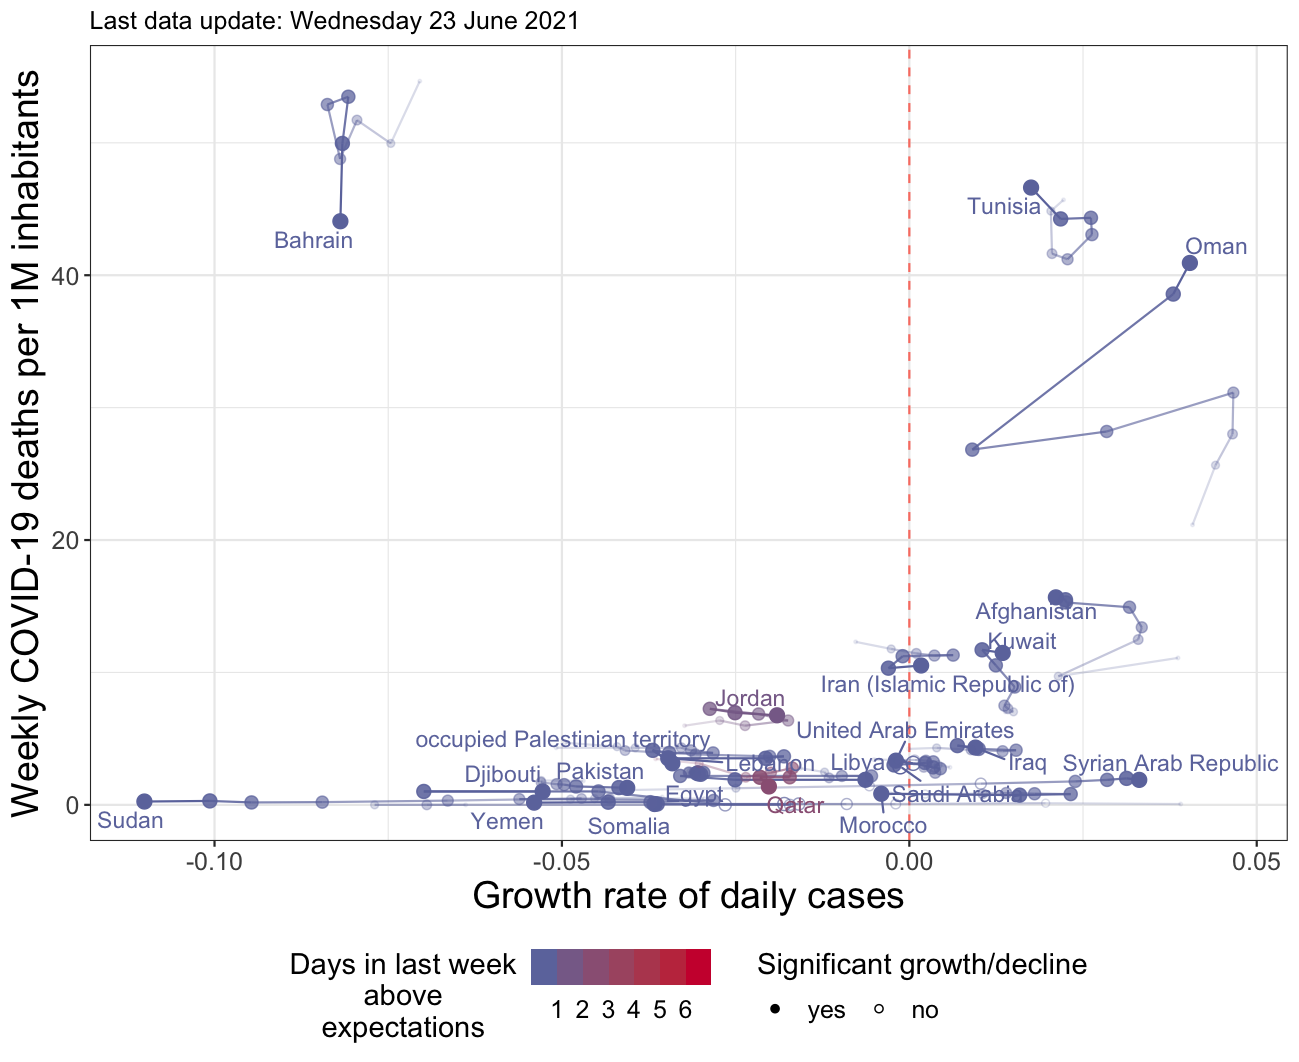 Last data update: Wednesday 23 June 2021
Weekly COVID-19 deaths per 1M inhabitants
40
20
0
Bahrain
Tunisia
Oman
Afghanistan
Kuwait
Iran (Islamic Republic of)
Jordan
United Arab Emirates
occupied Palestinian territory
Lebanon
Libya
Iraq
Syrian Arab Republic
Djibouti
Pakistan
Egypt
Qatar
Saudi Arabia
Sudan
Yemen
Somalia
Morocco
-0.10
-0.05
0.00
0.05
Growth rate of daily cases
Days in last week
above
expectations
1 2 3 4 5 6
Significant growth/decline
yes
no